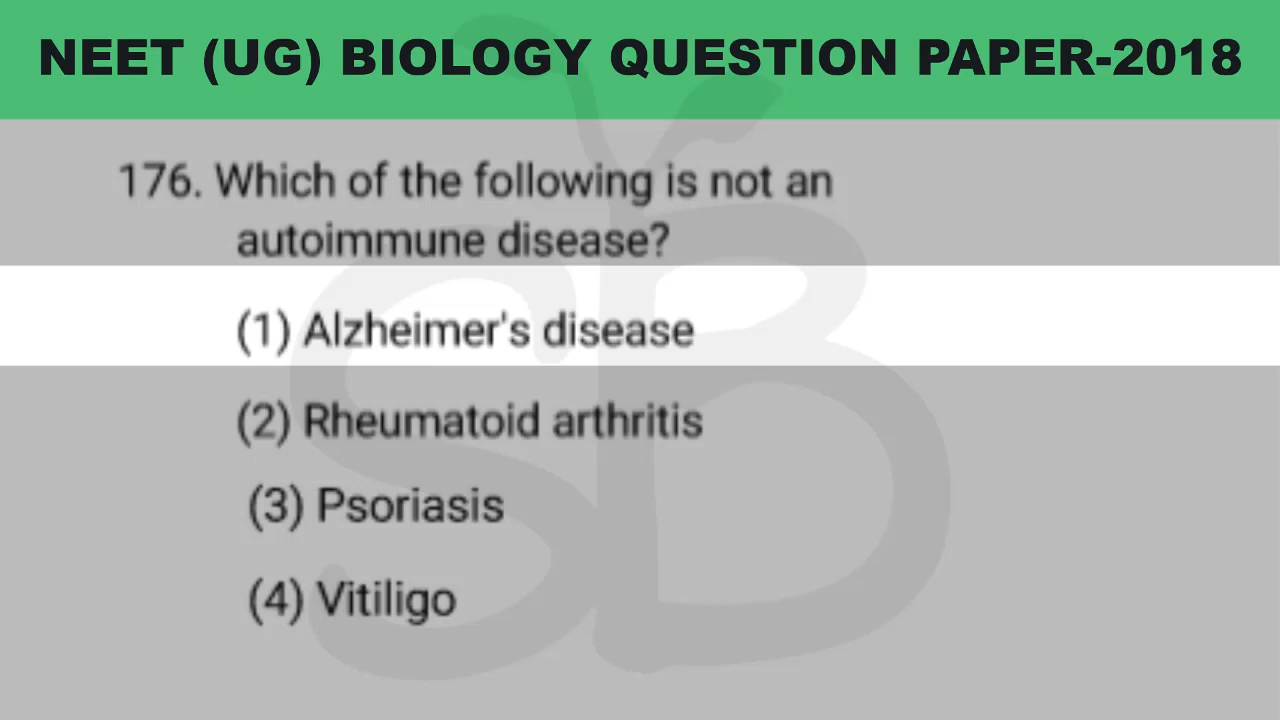 NEET (UG) BIOLOGY QUESTION PAPER-2018
176. Which of the following is not an
autoimmune disease?
(1) Alzheimer's disease
(2) Rheumatoid arthritis
(3) Psoriasis
(4) Vitiligo
SB